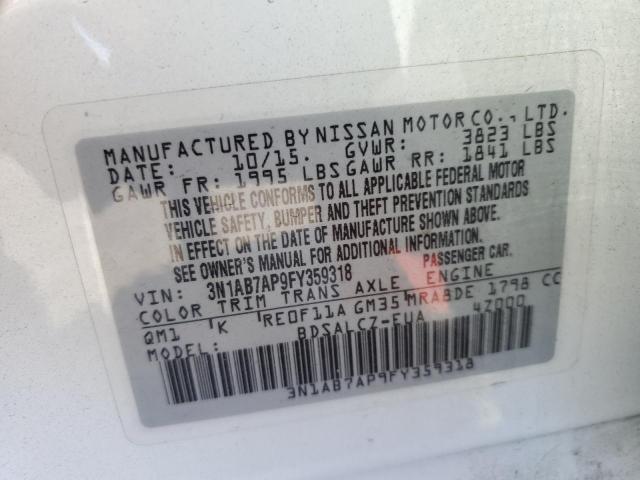 MANUFACTURED BY NISSAN MOTOR CO., LTD.
DATE: 10/15. GVWR: 3823 LBS
GAWR FR: 1995 LBS GAWR RR: 1841 LBS
THIS VEHICLE CONFORMS TO ALL APPLICABLE FEDERAL MOTOR
VEHICLE SAFETY, BUMPER AND THEFT PREVENTION STANDARDS
IN EFFECT ON THE DATE OF MANUFACTURE SHOWN ABOVE.
SEE OWNER'S MANUAL FOR ADDITIONAL INFORMATION.
VIN: 3N1AB7AP9FY359318 PASSENGER CAR.
COLOR TRIM TRANS AXLE ENGINE
QM1 K RE0F11A GM35 MRA8DE 1798 CC
MODEL: BDSALCZ-EUA 4Z000
3N1AB7AP9FY359318